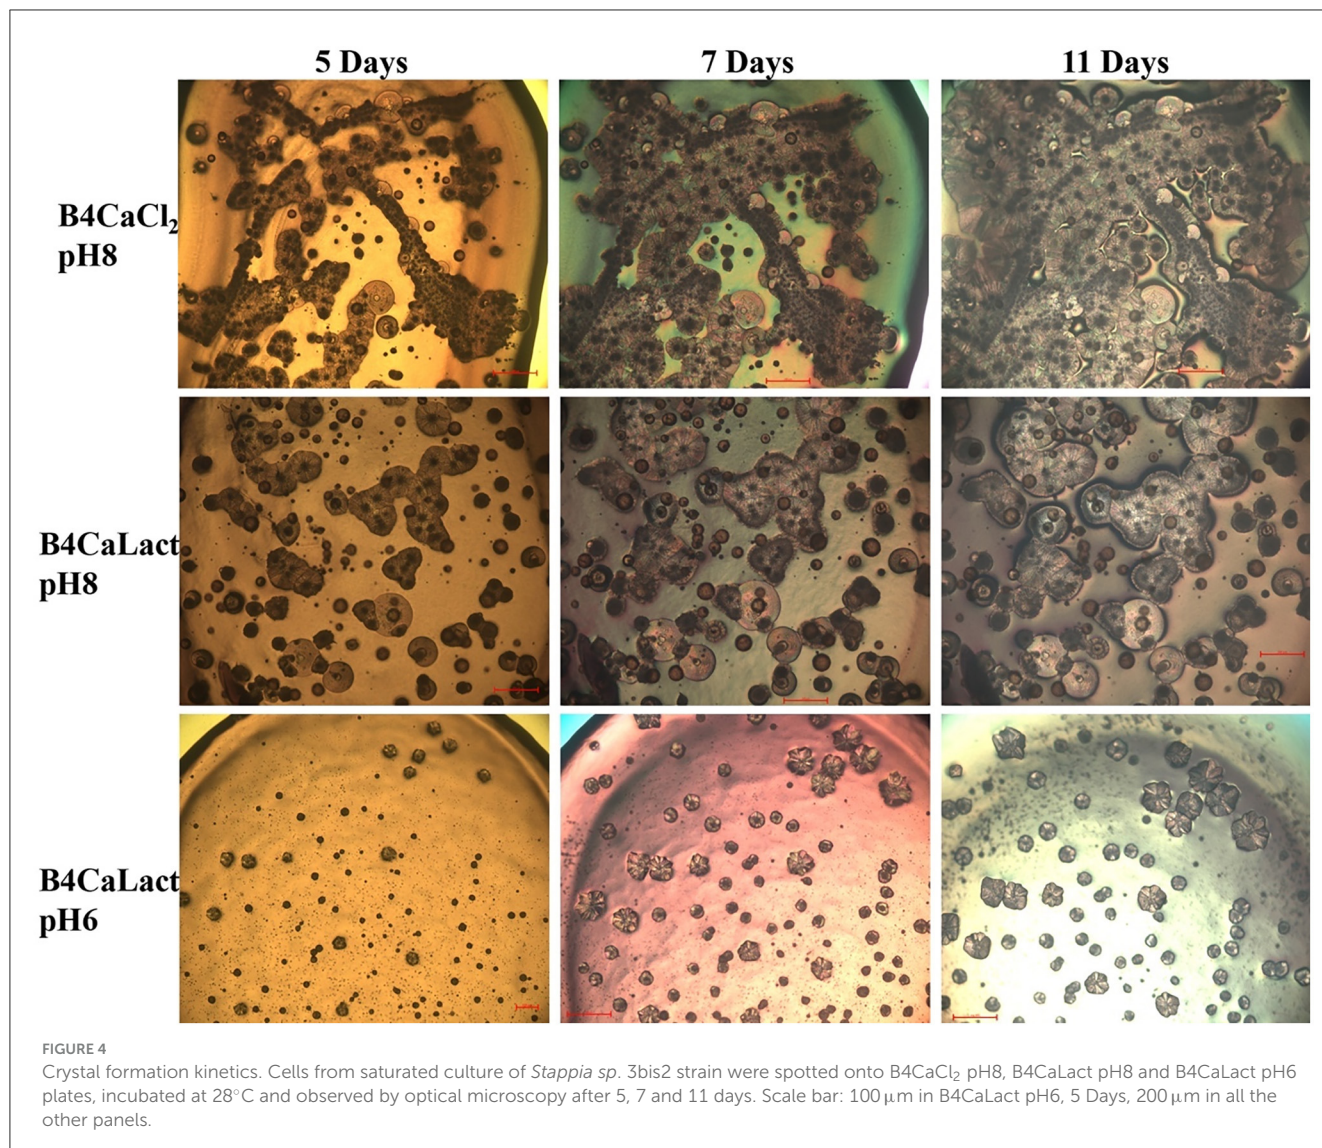 5 Days
7 Days
11 Days
B4CaCl₂
pH8
B4CaLact
pH8
B4CaLact
pH6
FIGURE 4
Crystal formation kinetics. Cells from saturated culture of Stappia sp. 3bis2 strain were spotted onto B4CaCl₂ pH8, B4CaLact pH8 and B4CaLact pH6
plates, incubated at 28°C and observed by optical microscopy after 5, 7 and 11 days. Scale bar: 100 μm in B4CaLact pH6, 5 Days, 200 μm in all the
other panels.